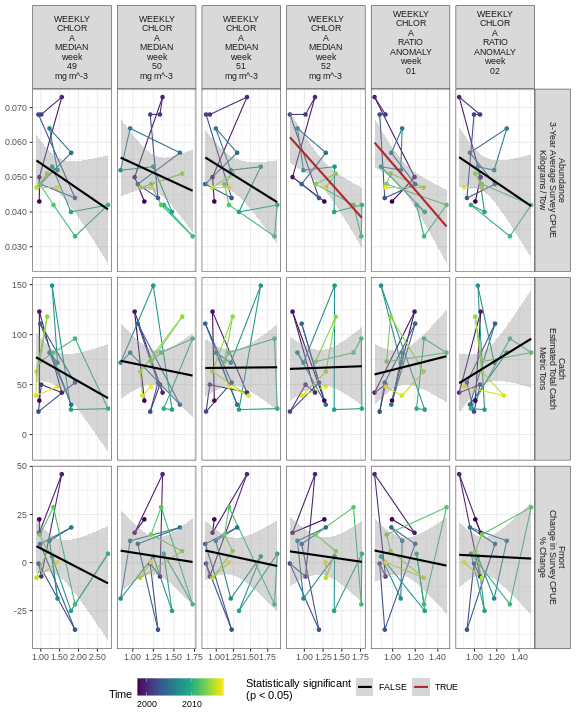 WEEKLY
CHLOR
A
MEDIAN
week
49
mg m^-3
WEEKLY
CHLOR
A
MEDIAN
week
50
mg m^-3
WEEKLY
CHLOR
A
MEDIAN
week
51
mg m^-3
WEEKLY
CHLOR
A
MEDIAN
week
52
mg m^-3
WEEKLY
CHLOR
A
RATIO
ANOMALY
week
01
WEEKLY
CHLOR
A
RATIO
ANOMALY
week
02
0.070
0.060
0.050
0.040
0.030
Abundance
3-Year Average Survey CPUE
Kilograms /Tow
150
100
50
0
Catch
Estimated Total Catch
Metric Tons
50
25
0
-25
Fmort
Change in Survey CPUE
% Change
1.00 1.50 2.00 2.50
1.00 1.25 1.50 1.75
1.00 1.25 1.50 1.75
1.00 1.25 1.50 1.75
1.00 1.20 1.40
1.00 1.20 1.40
Time
2000 2010
Statistically significant
(p < 0.05)
FALSE
TRUE